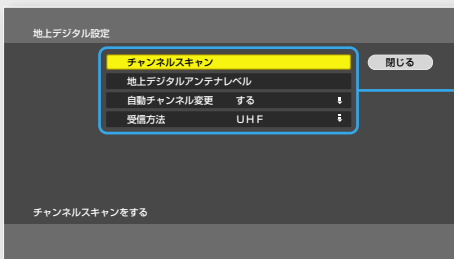 地上デジタル設定
チャンネルスキャン
閉じる
地上デジタルアンテナレベル
自動チャンネル変更 する
受信方法 UHF
チャンネルスキャンをする